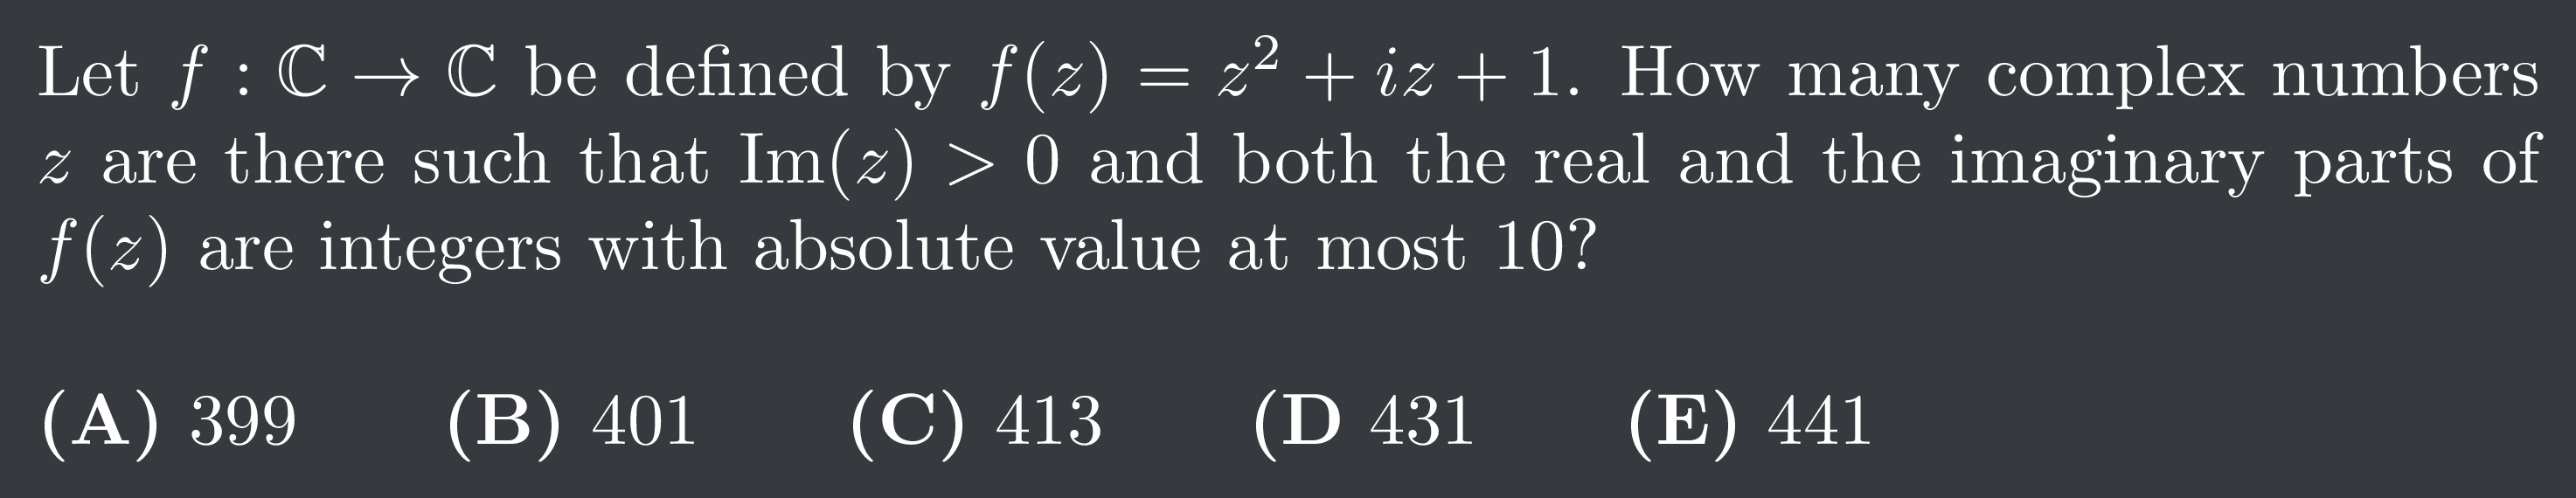 Let f : ℂ → ℂ be defined by f(z) = z² + iz + 1. How many complex numbers
z are there such that Im(z) > 0 and both the real and the imaginary parts of
f(z) are integers with absolute value at most 10?
(A) 399 (B) 401 (C) 413 (D 431 (E) 441